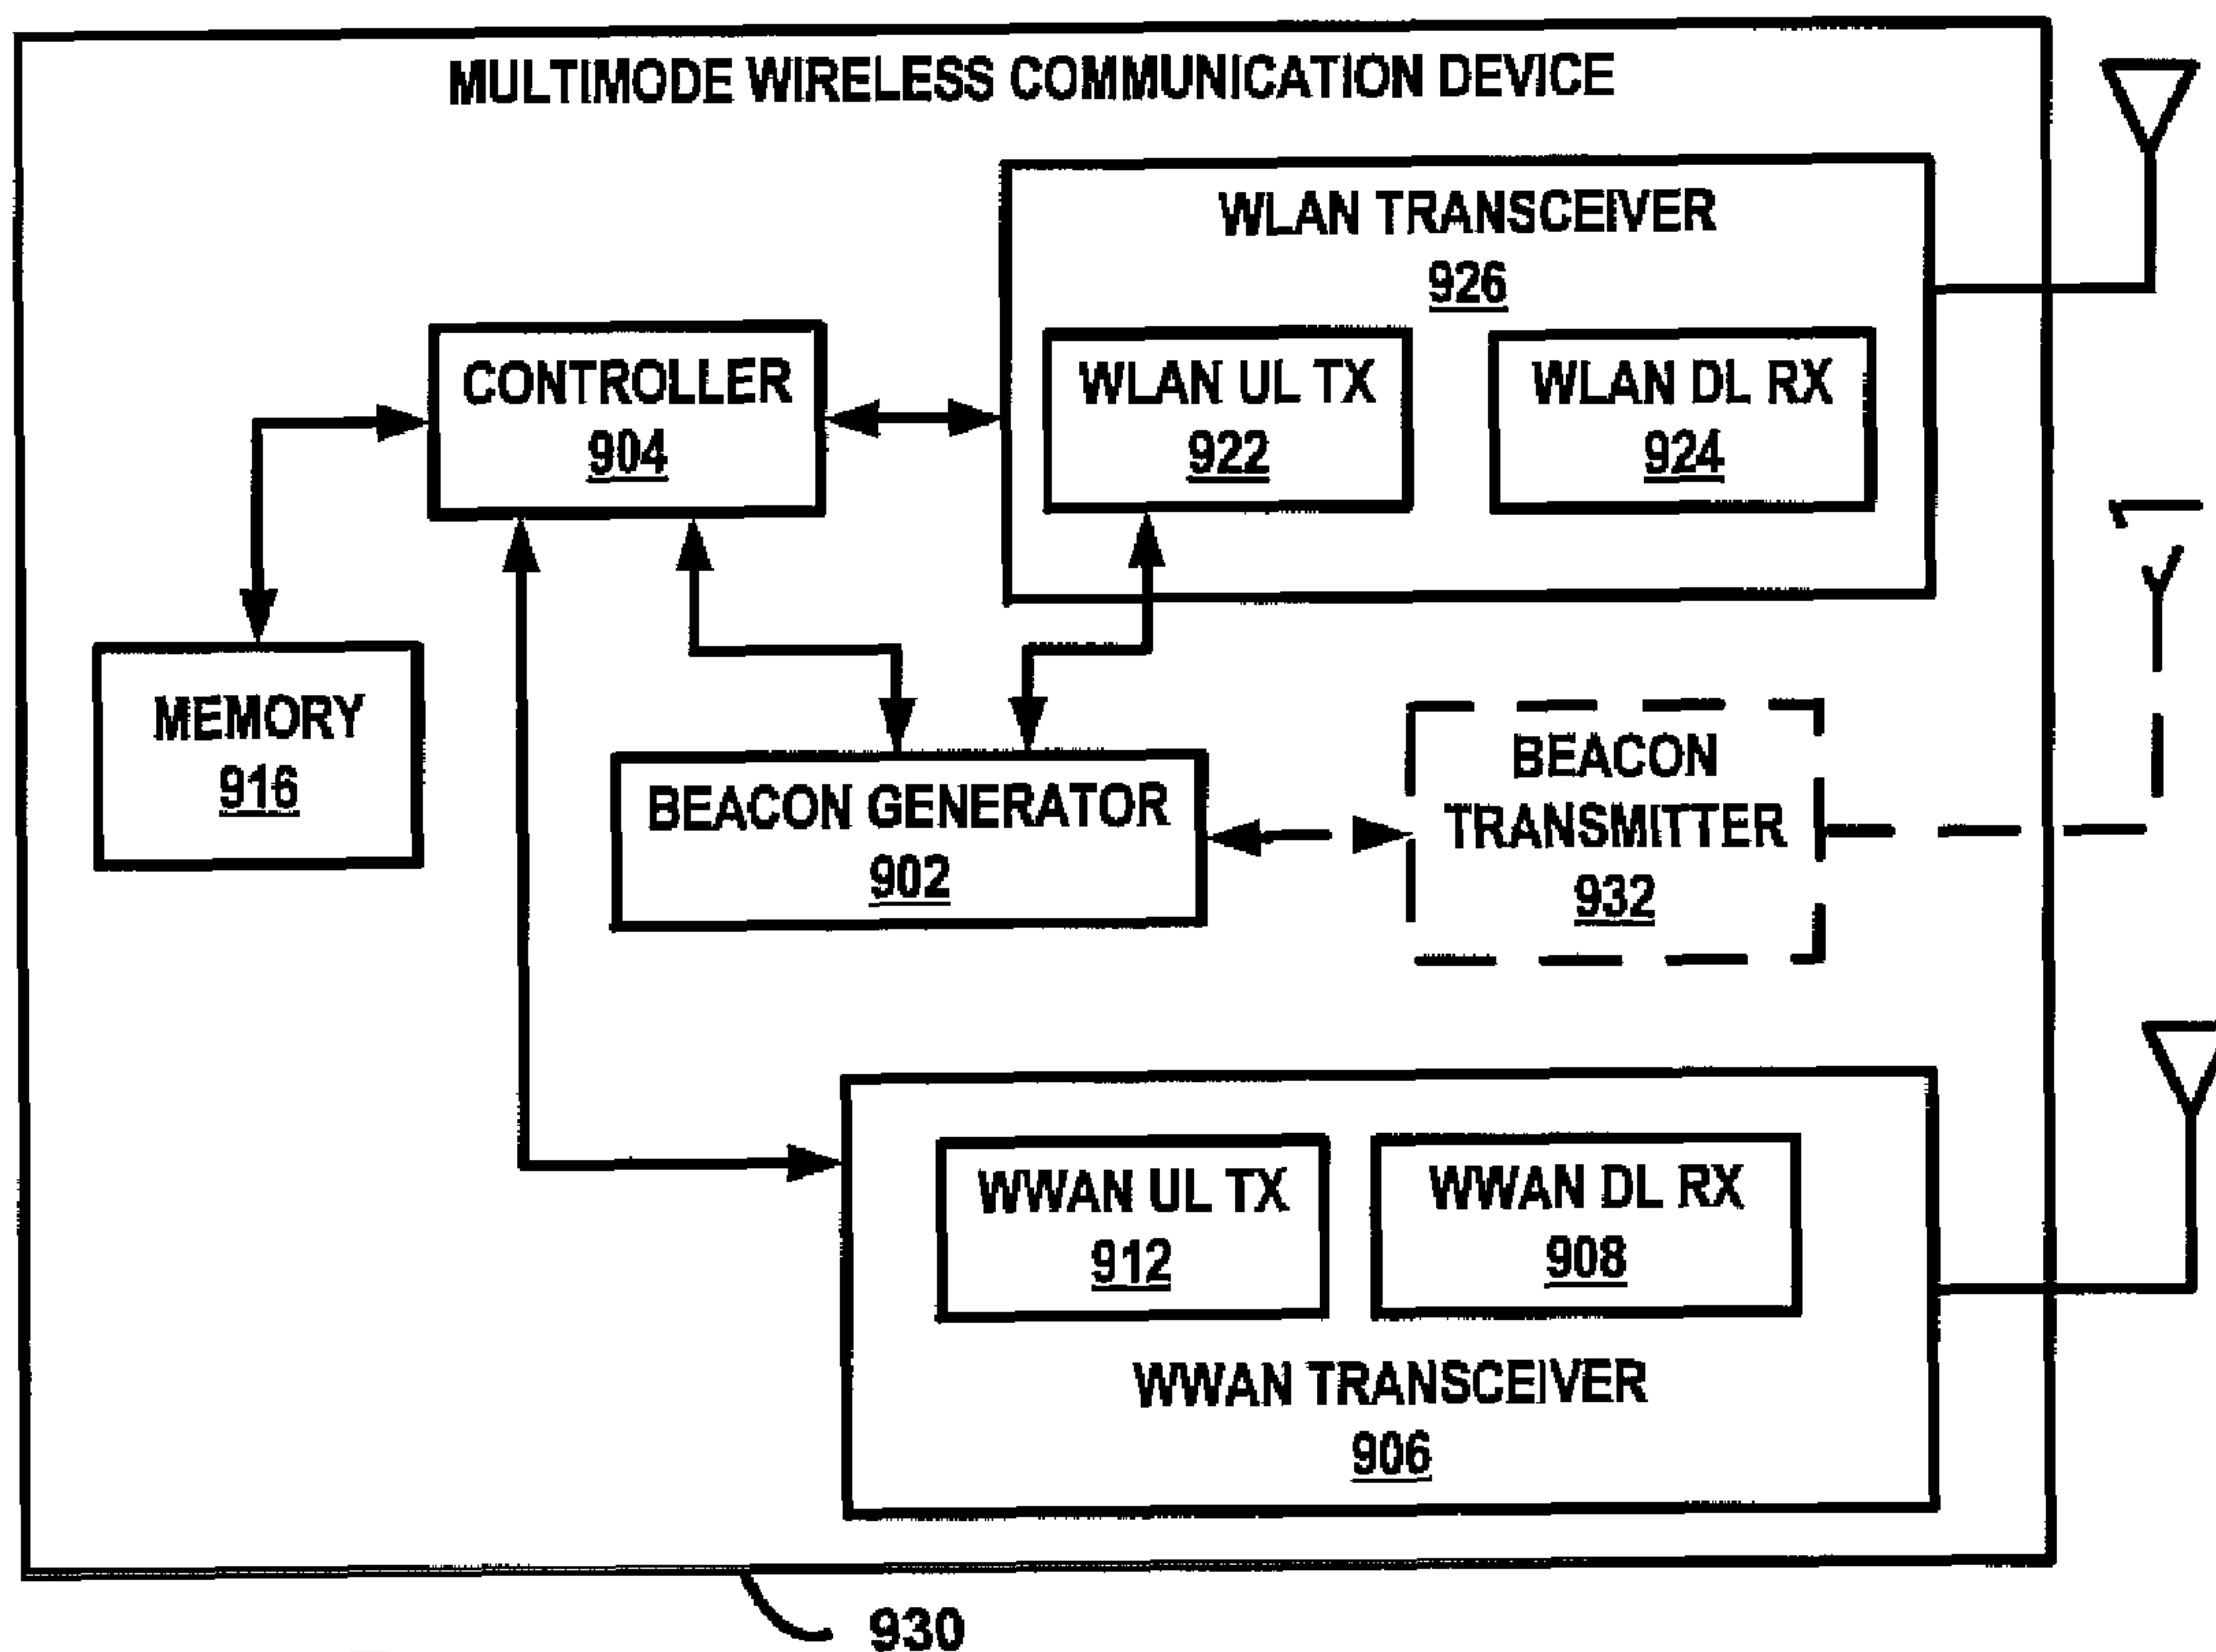 MULTIMODE WIRELESS COMMUNICATION DEVICE
WLAN TRANSCEIVER
926
CONTROLLER
904
WLAN UL TX
922
WLAN DL RX
924
MEMORY
916
BEACON GENERATOR
902
BEACON
TRANSMITTER
932
WWAN UL TX
912
WWAN DL RX
908
WWAN TRANSCEIVER
906
930